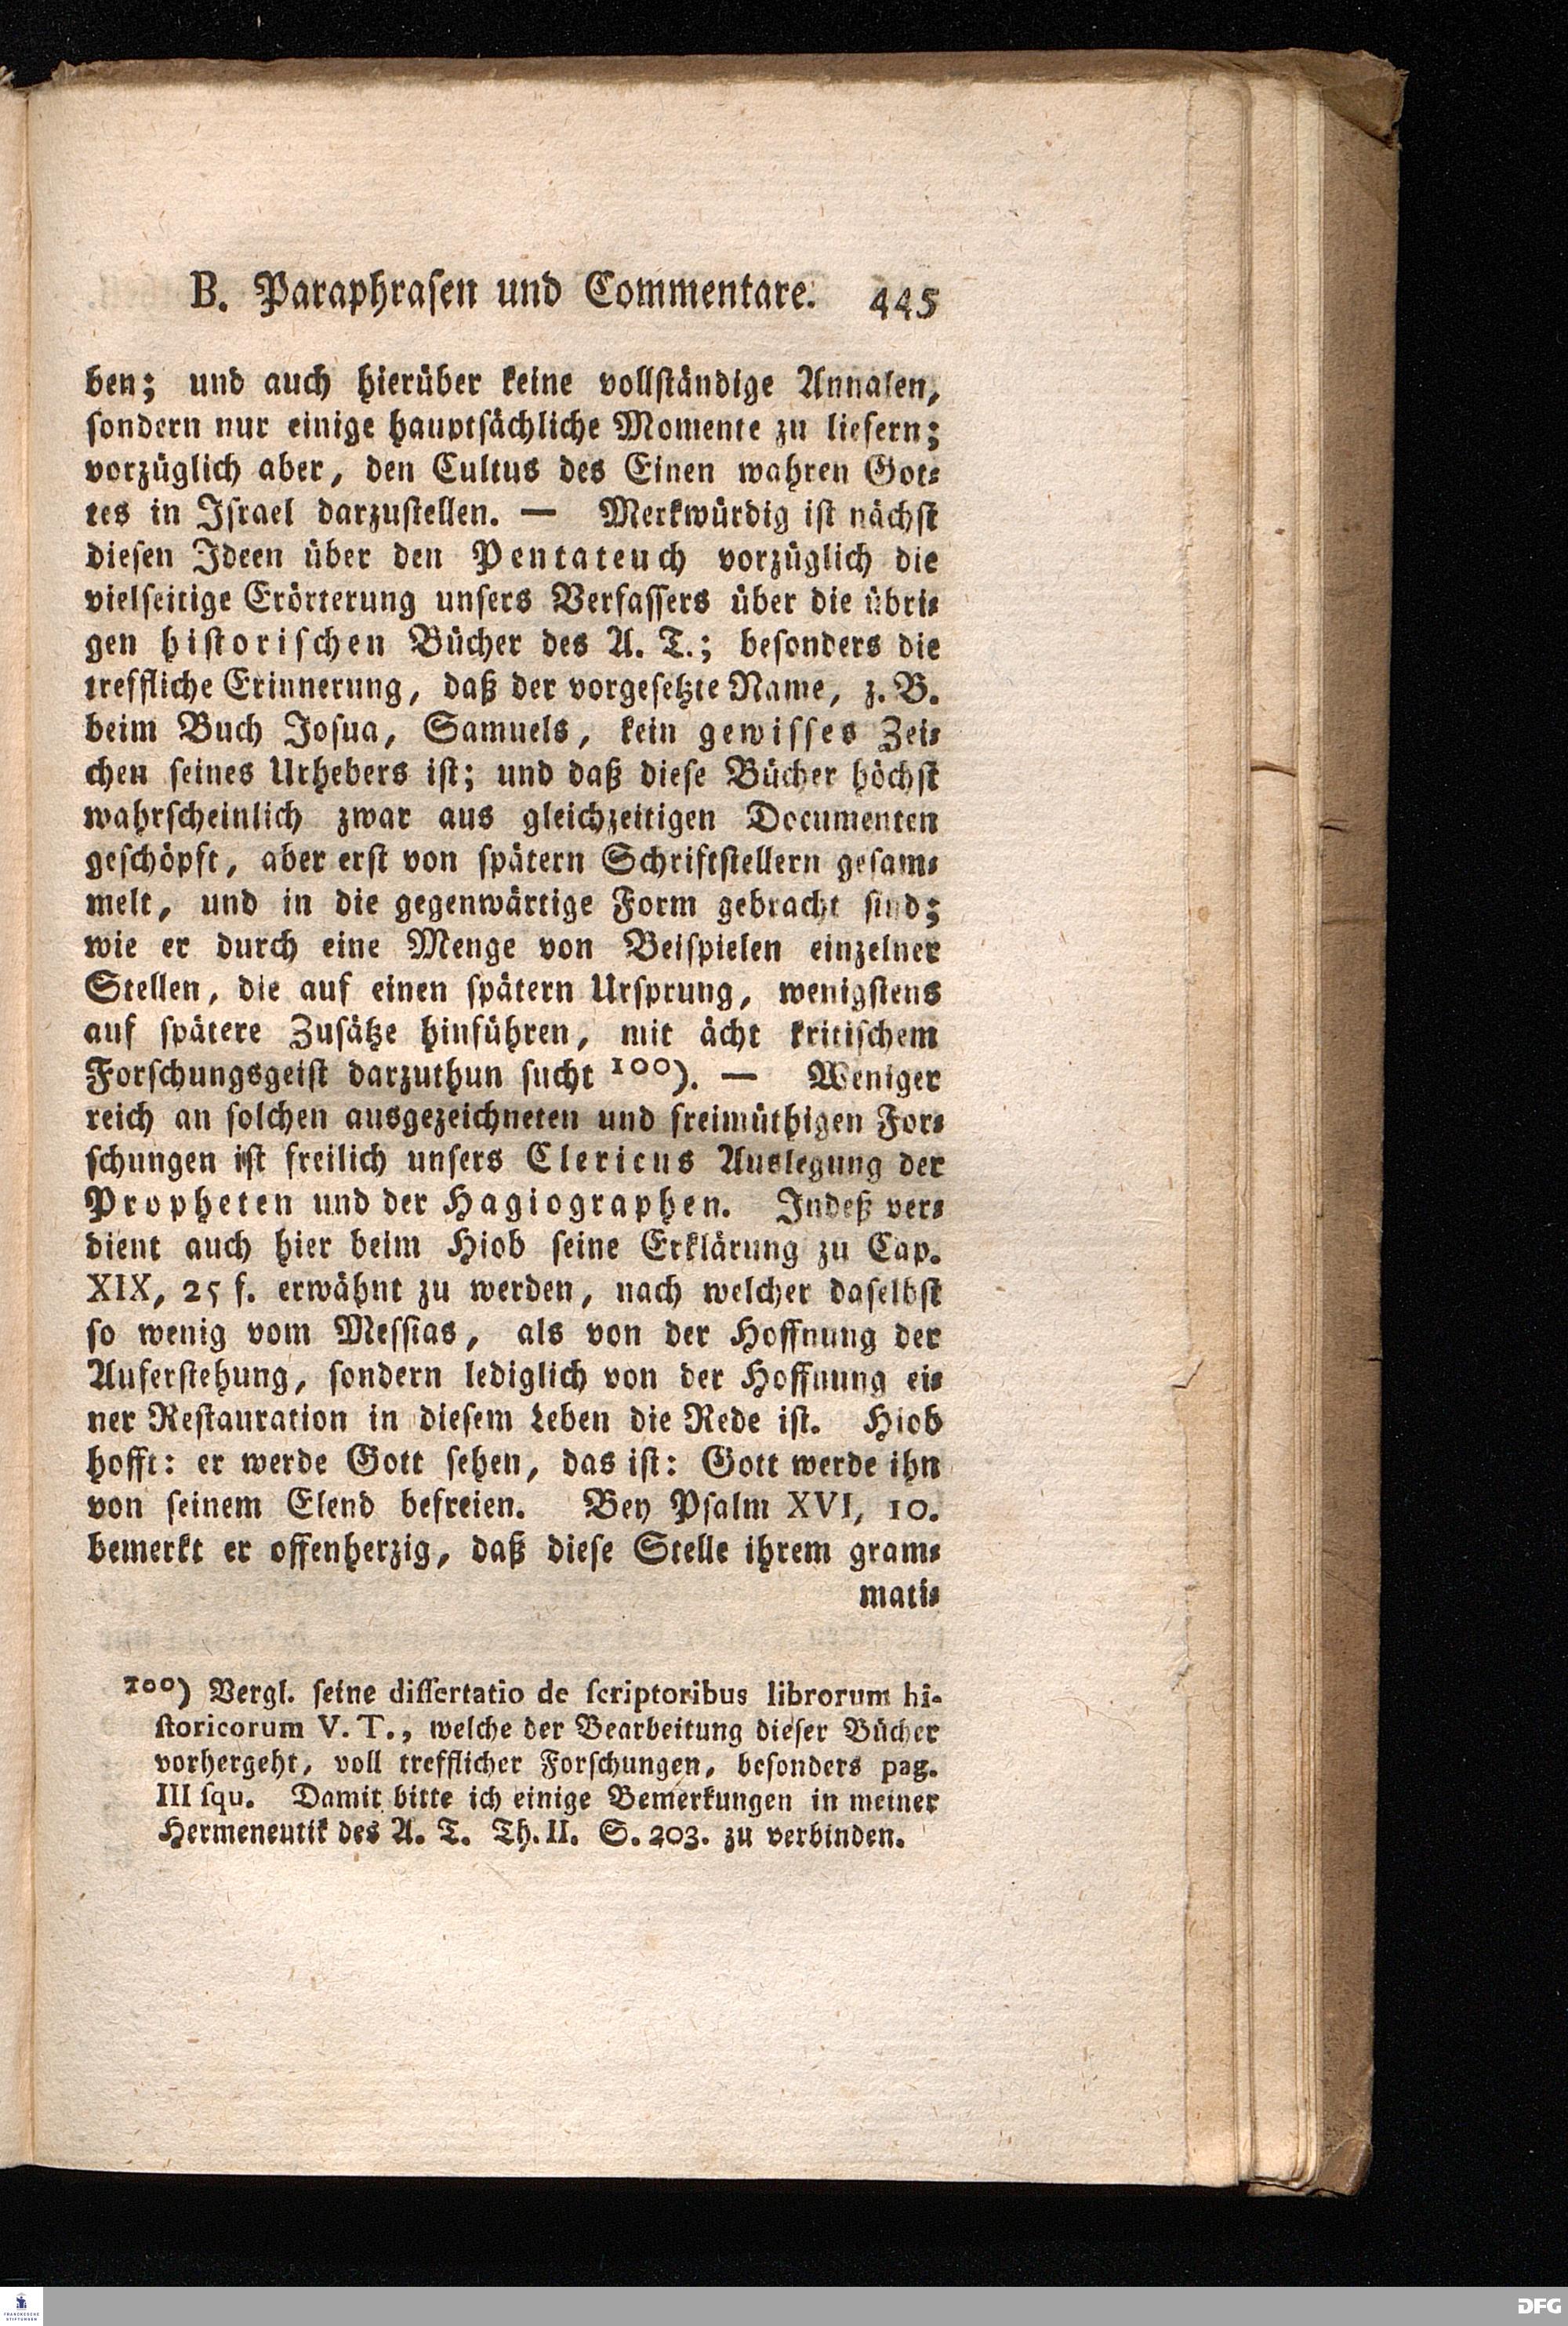 B. Paraphrasen und Commentare. 445
ben; und auch hierüber keine vollständige Annalen,
sondern nur einige hauptsächliche Momente zu liefern;
vorzüglich aber, den Cultus des Einen wahren Got-
tes in Israel darzustellen. — Merkwürdig ist nächst
diesen Ideen über den Pentateuch vorzüglich die
vielseitige Erörterung unsers Verfassers über die übri-
gen historischen Bücher des A. T.; besonders die
treffliche Erinnerung, daß der vorgesetzte Name, z. B.
beim Buch Josua, Samuels, kein gewisses Zei-
chen seines Urhebers ist; und daß diese Bücher höchst
wahrscheinlich zwar aus gleichzeitigen Documenten
geschöpft, aber erst von spätern Schriftstellern gesam-
melt, und in die gegenwärtige Form gebracht sind;
wie er durch eine Menge von Beispielen einzelner
Stellen, die auf einen spätern Ursprung, wenigstens
auf spätere Zusätze hinführen, mit ächt kritischem
Forschungsgeist darzuthun sucht 100). — Weniger
reich an solchen ausgezeichneten und freimüthigen For-
schungen ist freilich unsers Clericus Auslegung der
Propheten und der Hagiographen. Indeß ver-
dient auch hier beim Hiob seine Erklärung zu Cap.
XIX, 25 f. erwähnt zu werden, nach welcher daselbst
so wenig vom Messias, als von der Hoffnung der
Auferstehung, sondern lediglich von der Hoffnung ei-
ner Restauration in diesem Leben die Rede ist. Hiob
hofft: er werde Gott sehen, das ist: Gott werde ihn
von seinem Elend befreien. Bey Psalm XVI, 10.
bemerkt er offenherzig, daß diese Stelle ihrem gram-
mati-
100) Vergl. seine dissertatio de scriptoribus librorum hi-
storicorum V. T., welche der Bearbeitung dieser Bücher
vorhergeht, voll trefflicher Forschungen, besonders pag.
III squ. Damit bitte ich einige Bemerkungen in meiner
Hermeneutik des A. T. Th. II. S. 203. zu verbinden.
FRANCKESCHE
STIFTUNGEN
DFG